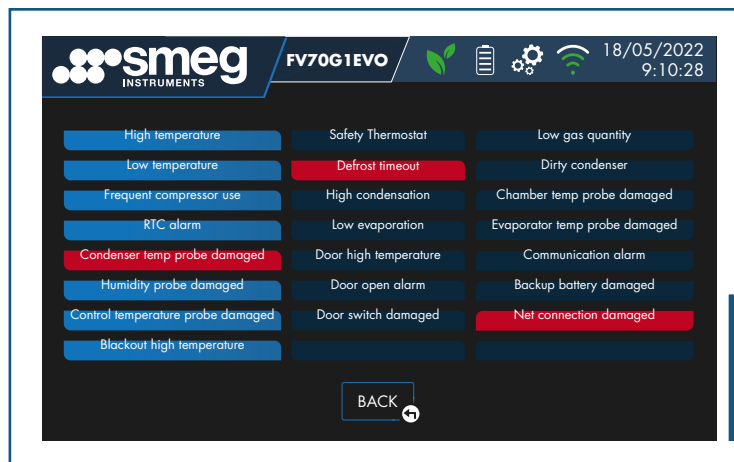 smeg
INSTRUMENTS
FV70G1EVO
18/05/2022
9:10:28
High temperature
Safety Thermostat
Low gas quantity
Low temperature
Defrost timeout
Dirty condenser
Frequent compressor use
High condensation
Chamber temp probe damaged
RTC alarm
Low evaporation
Evaporator temp probe damaged
Condenser temp probe damaged
Door high temperature
Communication alarm
Humidity probe damaged
Door open alarm
Backup battery damaged
Control temperature probe damaged
Door switch damaged
Net connection damaged
Blackout high temperature
BACK